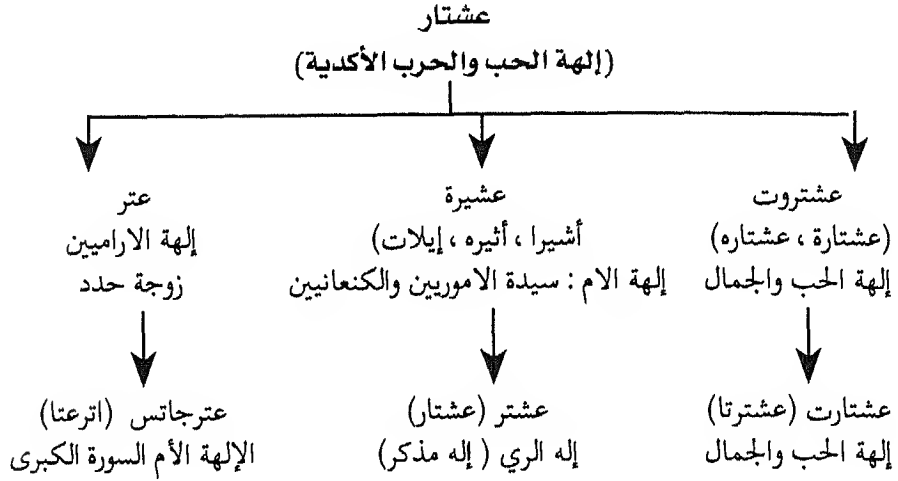 عشتار
(إلهة الحب والحرب الأكدية)
عشتروت
(عشتارة ، عشتاره)
إلهة الحب والجمال
عشيرة
أشيرا ، أثيره ، إيلات)
إلهة الام : سيدة الاموريين والكنعانيين
عتر
إلهة الاراميين
زوجة حدد
عشتارت (عشترتا)
إلهة الحب والجمال
عشتر (عشتار)
إله الري ( إله مذكر)
عترجاتس (اترعتا)
الإلهة الأم السورة الكبرى